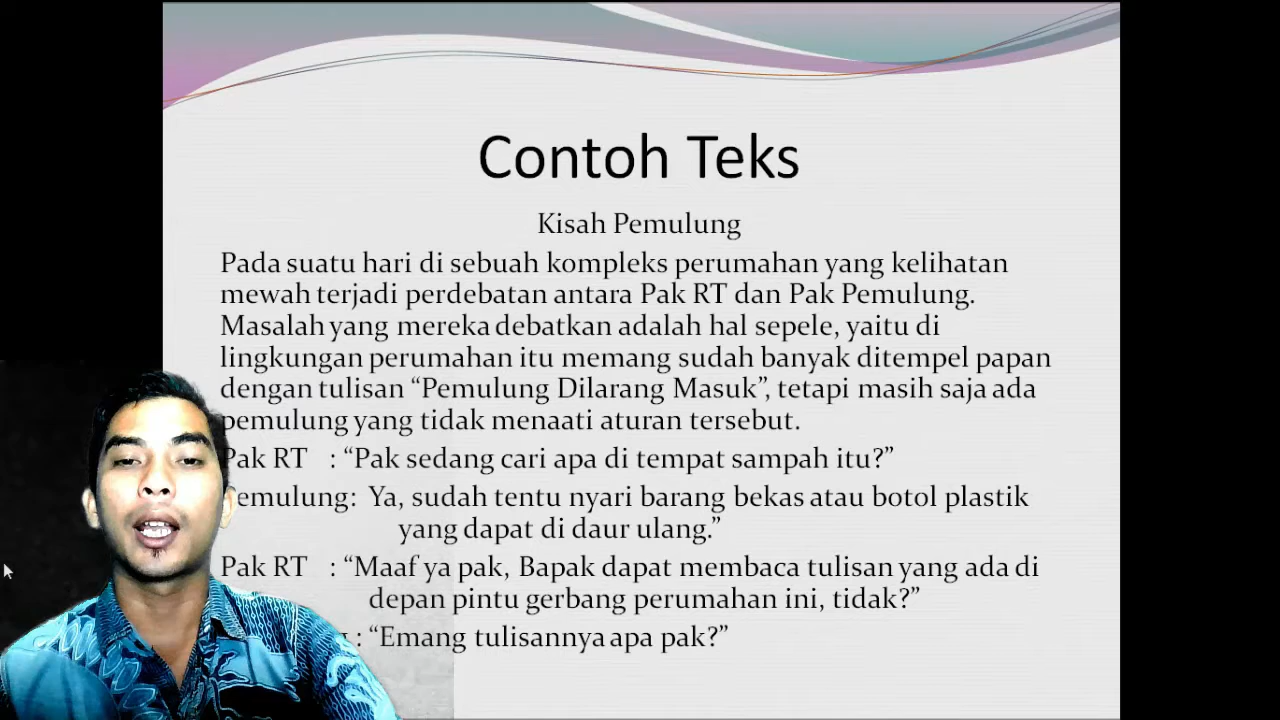 Contoh Teks
Kisah Pemulung
Pada suatu hari di sebuah kompleks perumahan yang kelihatan
mewah terjadi perdebatan antara Pak RT dan Pak Pemulung.
Masalah yang mereka debatkan adalah hal sepele, yaitu di
lingkungan perumahan itu memang sudah banyak ditempel papan
dengan tulisan “Pemulung Dilarang Masuk”, tetapi masih saja ada
pemulung yang tidak menaati aturan tersebut.
Pak RT : “Pak sedang cari apa di tempat sampah itu?”
Pemulung: Ya, sudah tentu nyari barang bekas atau botol plastik
yang dapat di daur ulang.”
Pak RT : “Maaf ya pak, Bapak dapat membaca tulisan yang ada di
depan pintu gerbang perumahan ini, tidak?”
: “Emang tulisannya apa pak?”